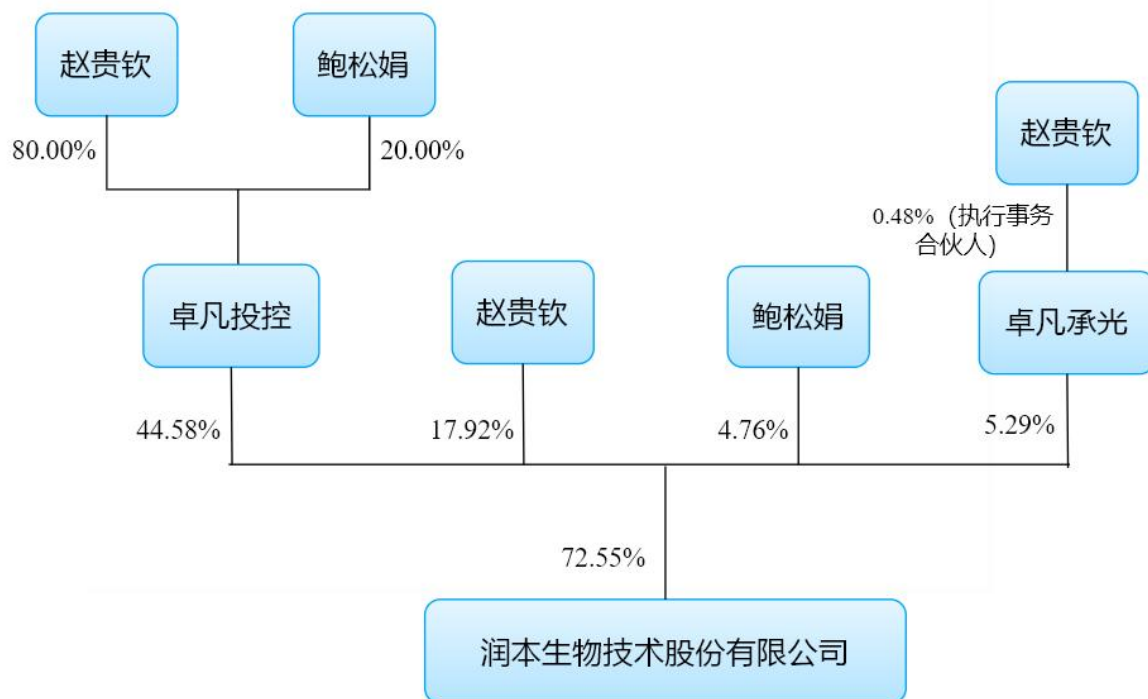 赵贵钦
鲍松娟
80.00%
20.00%
赵贵钦
0.48%（执行事务
合伙人）
卓凡投控
赵贵钦
鲍松娟
卓凡承光
44.58%
17.92%
4.76%
5.29%
72.55%
润本生物技术股份有限公司